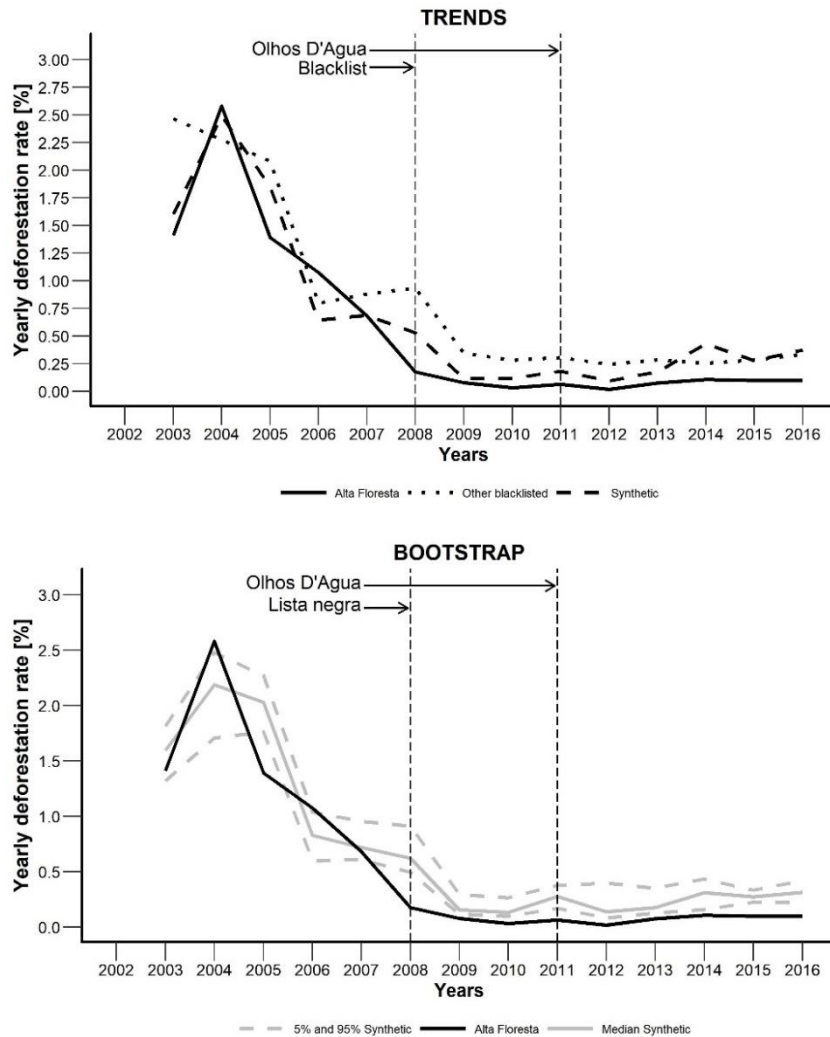 TRENDS
Yearly deforestation rate [%]
3.00
2.75
2.50
2.25
2.00
1.75
1.50
1.25
1.00
0.75
0.50
0.25
0.00
Olhos D'Agua
Blacklist
2002 2003 2004 2005 2006 2007 2008 2009 2010 2011 2012 2013 2014 2015 2016
Years
Alta Floresta Other blacklisted Synthetic
BOOTSTRAP
Yearly deforestation rate [%]
3.0
2.5
2.0
1.5
1.0
0.5
0.0
Olhos D'Agua
Lista negra
2002 2003 2004 2005 2006 2007 2008 2009 2010 2011 2012 2013 2014 2015 2016
Years
5% and 95% Synthetic Alta Floresta Median Synthetic